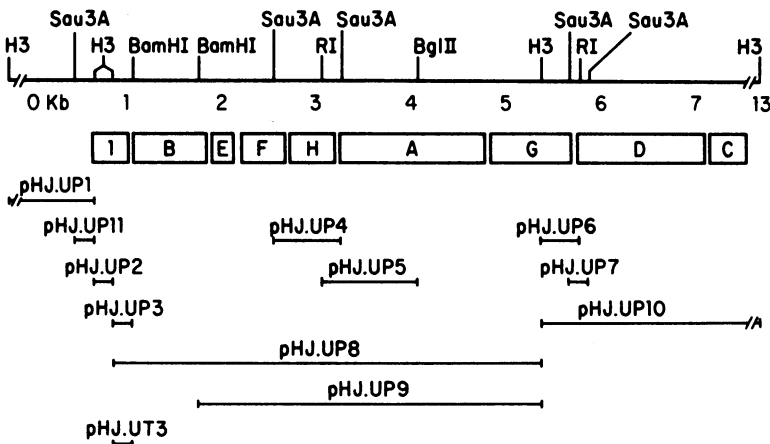 Sau3A Sau3A Sau3A Sau3A Sau3A
H3 H3 BamHI BamHI RI BglII H3 RI H3
0 Kb 1 2 3 4 5 6 7 13
1 B E F H A G D C
pHJ.UP1
pHJ.UP11 pHJ.UP4 pHJ.UP6
pHJ.UP2 pHJ.UP5 pHJ.UP7
pHJ.UP3 pHJ.UP10
pHJ.UP8
pHJ.UP9
pHJ.UT3